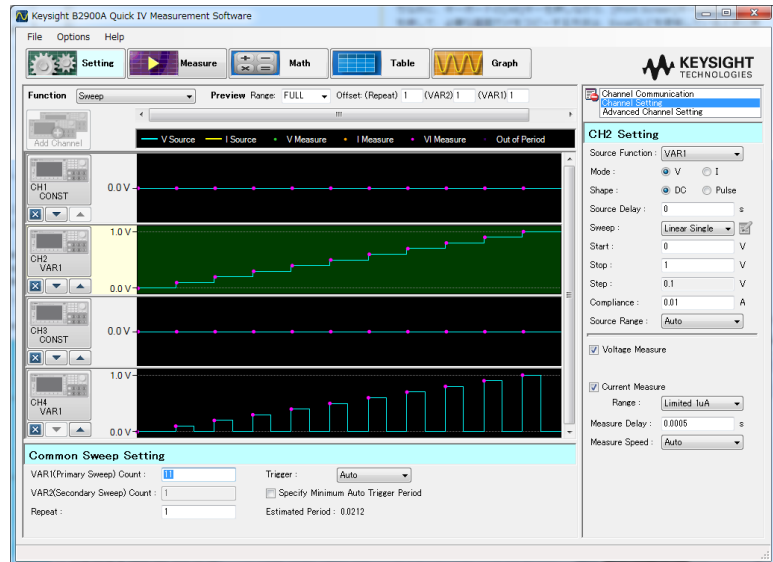 Keysight B2900A Quick IV Measurement Software
File Options Help
Setting Measure Math Table Graph
KEYSIGHT
TECHNOLOGIES
Function Sweep Preview Range: FULL Offset: (Repeat) 1 (VAR2) 1 (VAR1) 1
Add Channel
V Source I Source V Measure I Measure VI Measure Out of Period
CH1
CONST
0.0 V
1.0 V
CH2
VAR1
0.0 V
CH3
CONST
0.0 V
1.0 V
CH4
VAR1
0.0 V
Common Sweep Setting
VAR1(Primary Sweep) Count : 11 Trigger : Auto
VAR2(Secondary Sweep) Count : 1 Specify Minimum Auto Trigger Period
Repeat : 1 Estimated Period : 0.0212
Channel Communication
Channel Setting
Advanced Channel Setting
CH2 Setting
Source Function : VAR1
Mode : V I
Shape : DC Pulse
Source Delay : 0 s
Sweep : Linear Single
Start : 0 V
Stop : 1 V
Step : 0.1 V
Compliance : 0.01 A
Source Range : Auto
Voltage Measure
Current Measure
Range : Limited 1uA
Measure Delay : 0.0005 s
Measure Speed : Auto